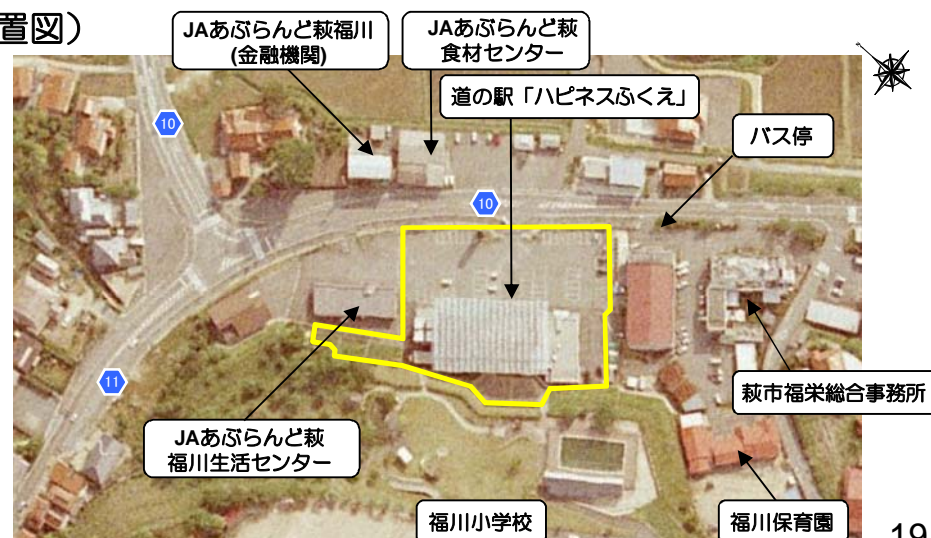 置図)
JAあぶらんど萩福川
(金融機関)
JAあぶらんど萩
食材センター
道の駅「ハピネスふくえ」
バス停
10
10
11
萩市福栄総合事務所
JAあぶらんど萩
福川生活センター
福川小学校
福川保育園
19